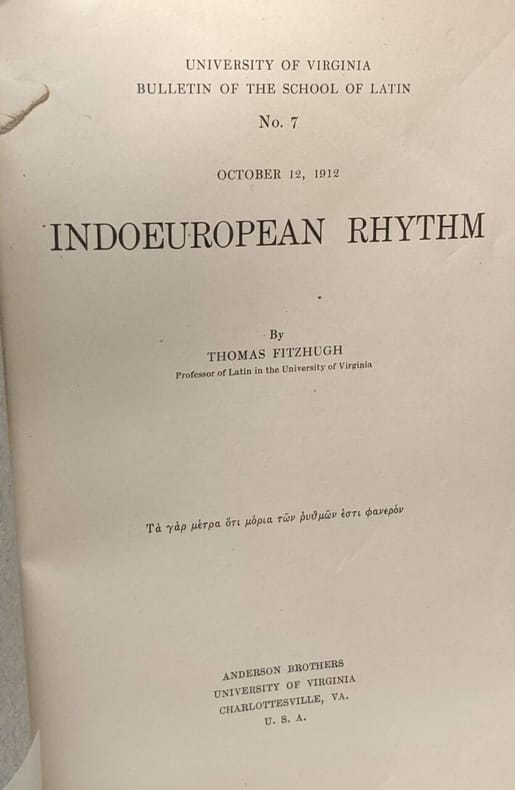 UNIVERSITY OF VIRGINIA
BULLETIN OF THE SCHOOL OF LATIN
No. 7
OCTOBER 12, 1912
INDOEUROPEAN RHYTHM
By
THOMAS FITZHUGH
Professor of Latin in the University of Virginia
Τὰ γὰρ μέτρα ὅτι μόρια τῶν ῥυθμῶν ἐστι φανερόν
ANDERSON BROTHERS
UNIVERSITY OF VIRGINIA
CHARLOTTESVILLE, VA.
U. S. A.